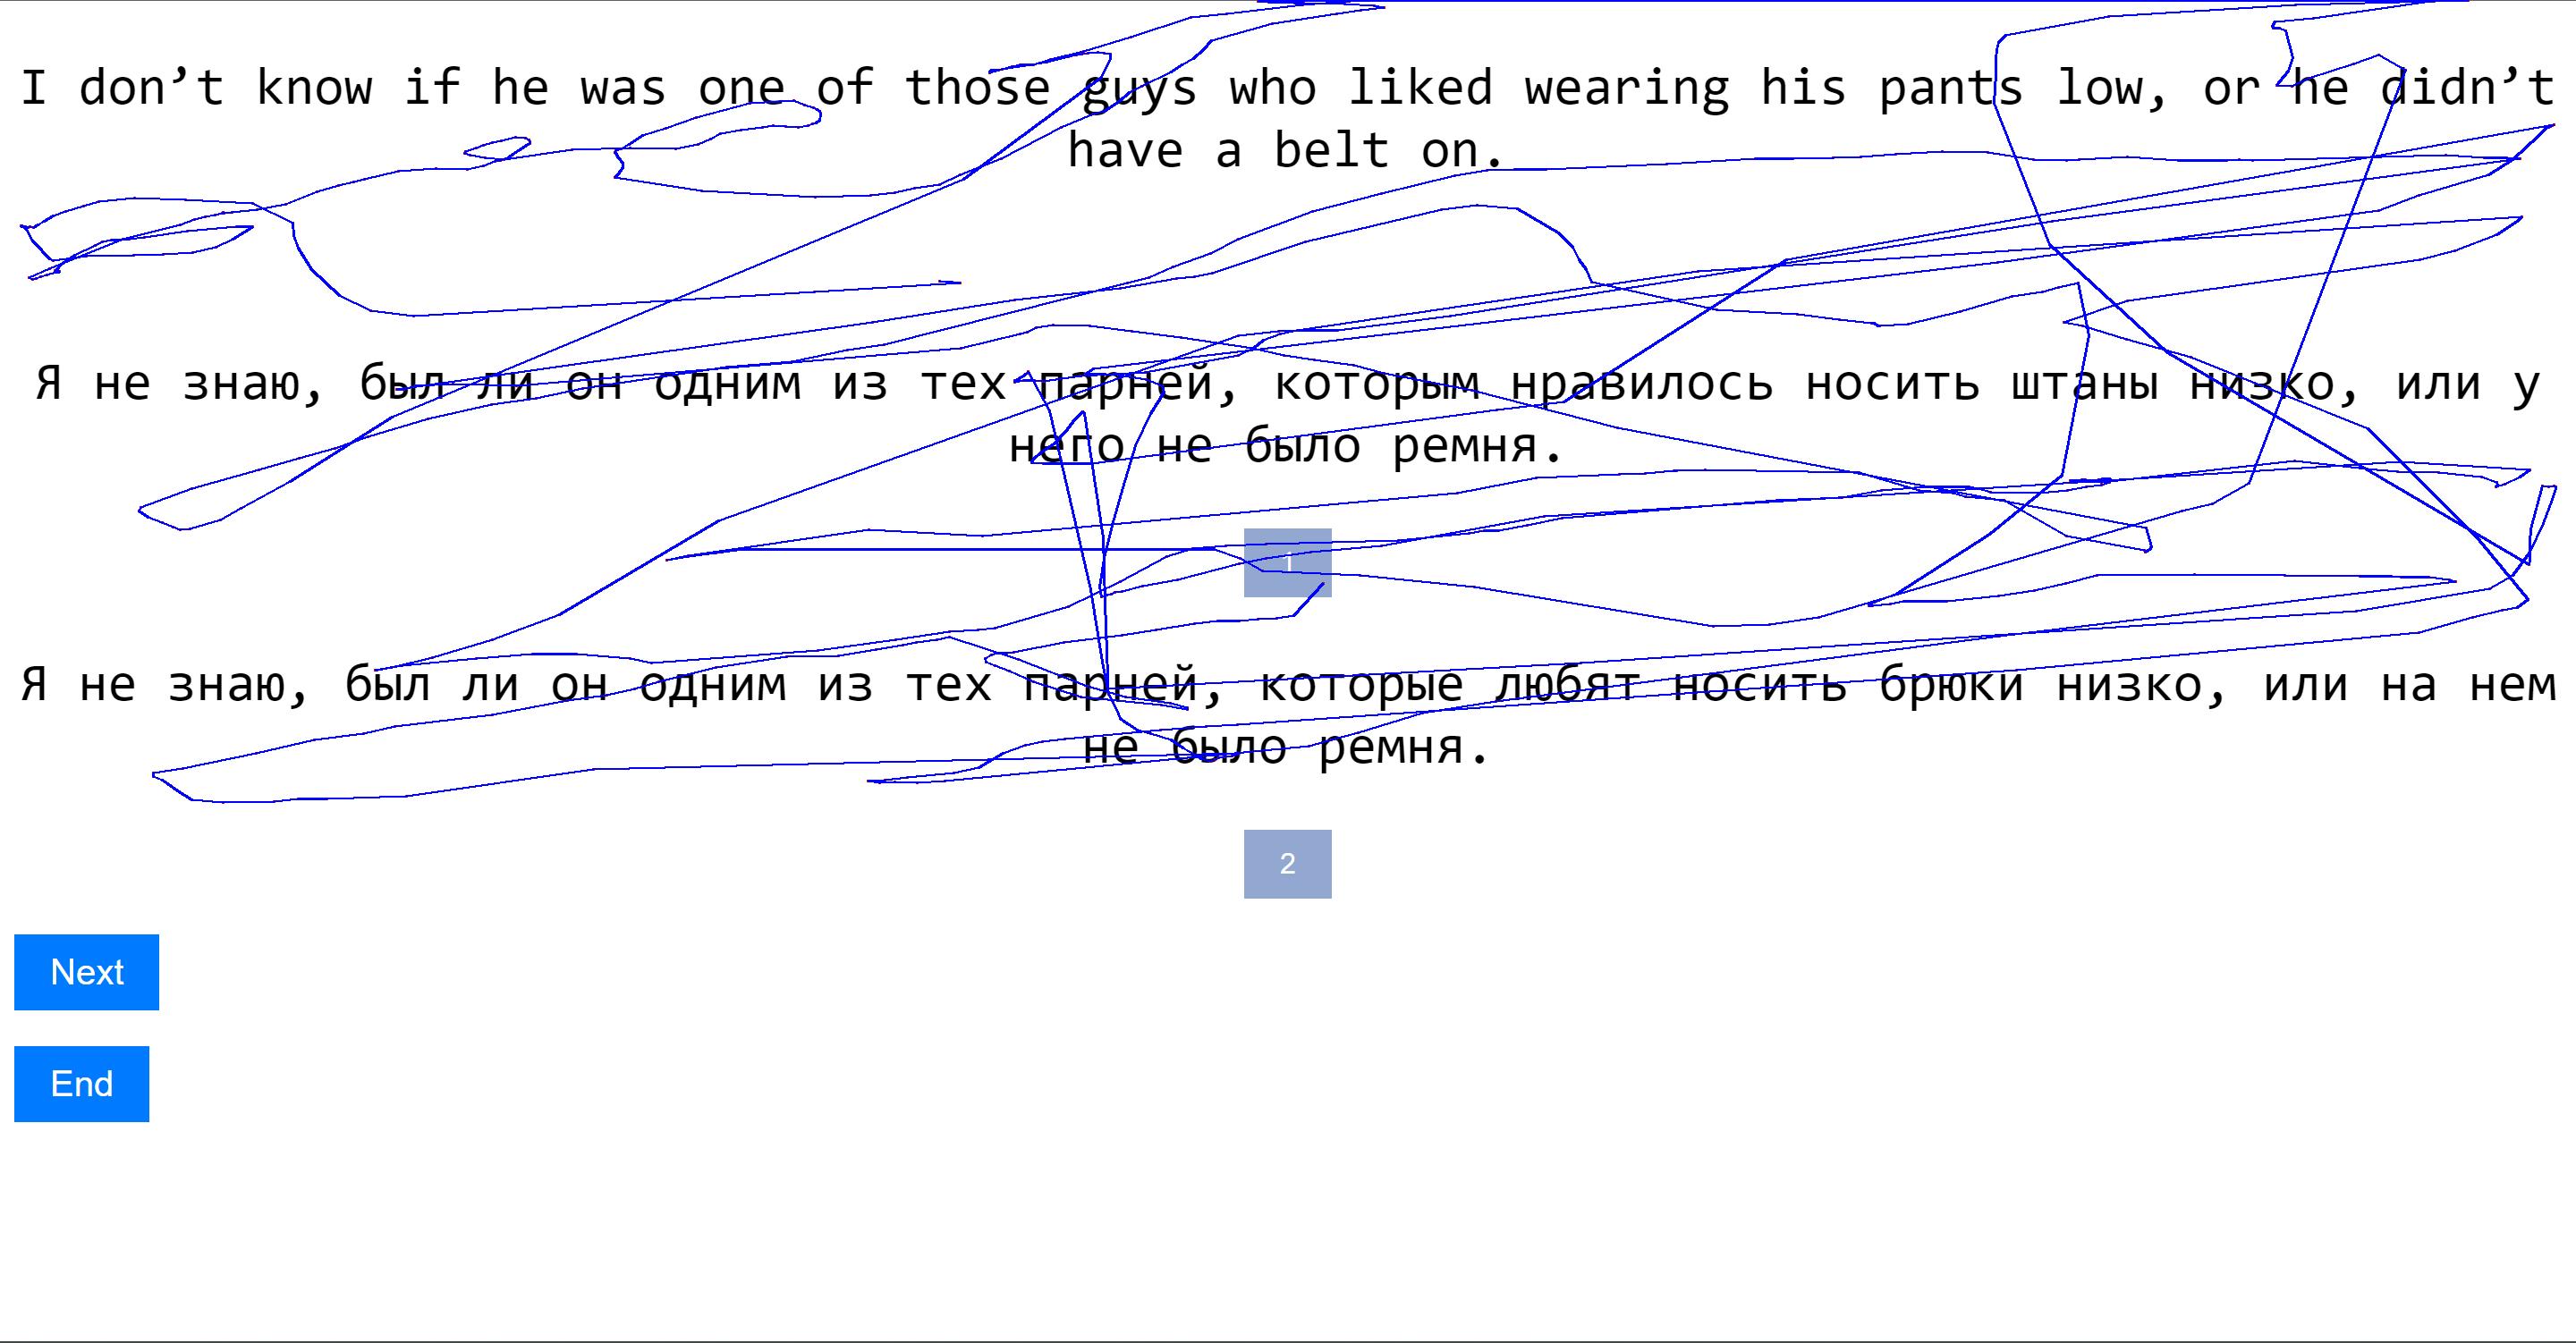 I don’t know if he was one of those guys who liked wearing his pants low, or he didn’t
have a belt on.
Я не знаю, был ли он одним из тех парней, которым нравилось носить штаны низко, или у
него не было ремня.
1
Я не знаю, был ли он одним из тех парней, которые любят носить брюки низко, или на нем
не было ремня.
2
Next
End